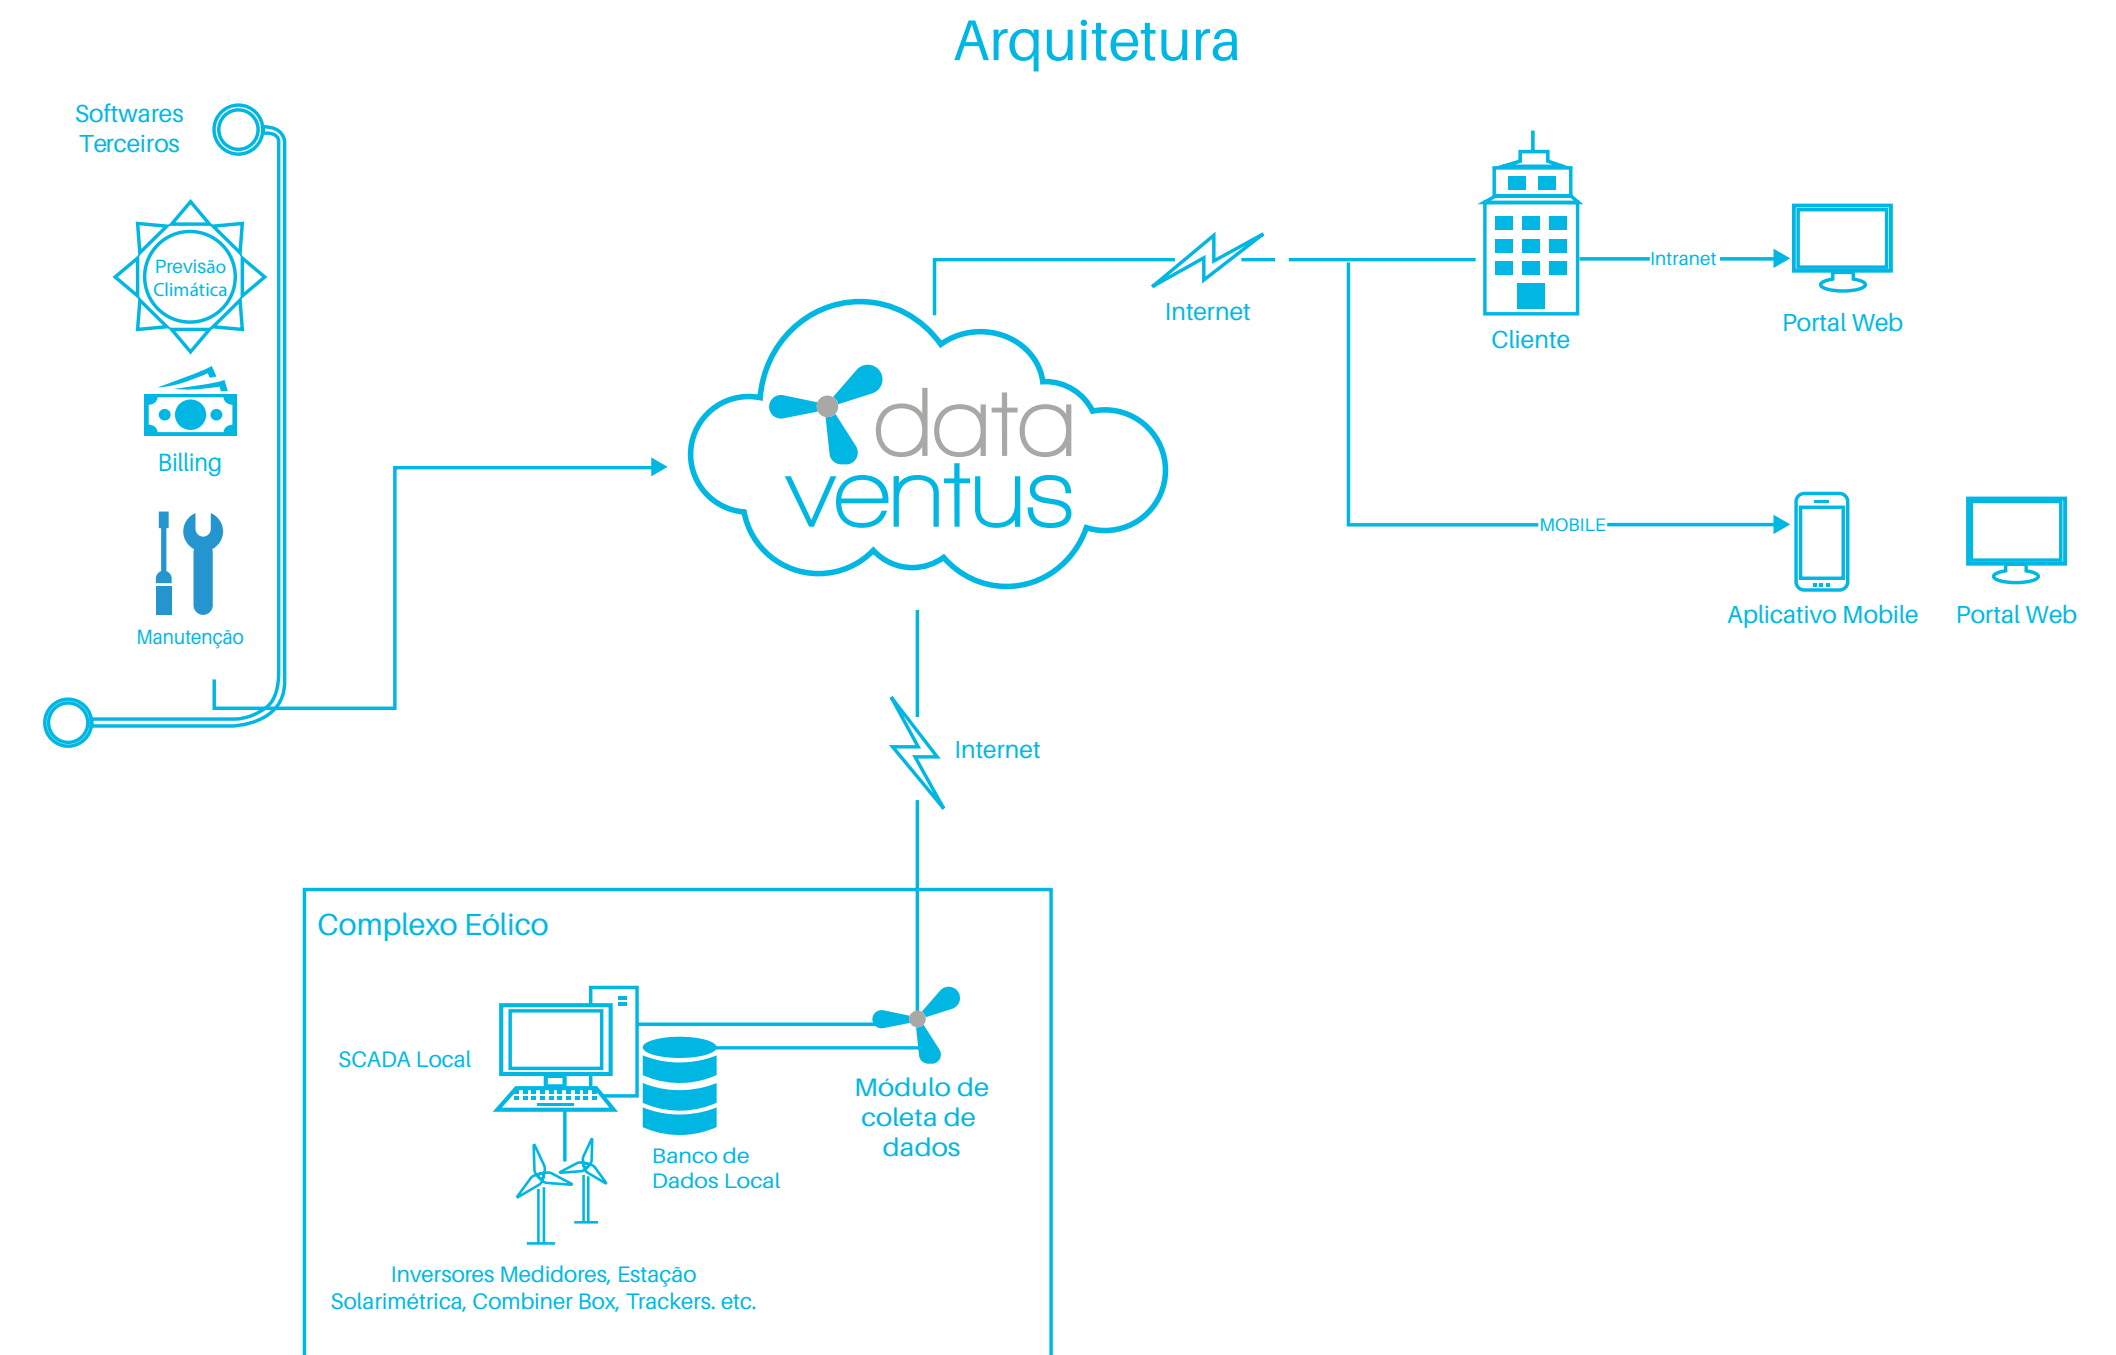 Arquitetura
Softwares
Terceiros
Previsão
Climática
Billing
Manutenção
data
ventus
Internet
Cliente
Intranet
Portal Web
MOBILE
Aplicativo Mobile
Portal Web
Internet
Complexo Eólico
SCADA Local
Banco de
Dados Local
Módulo de
coleta de
dados
Inversores Medidores, Estação
Solarimétrica, Combiner Box, Trackers. etc.